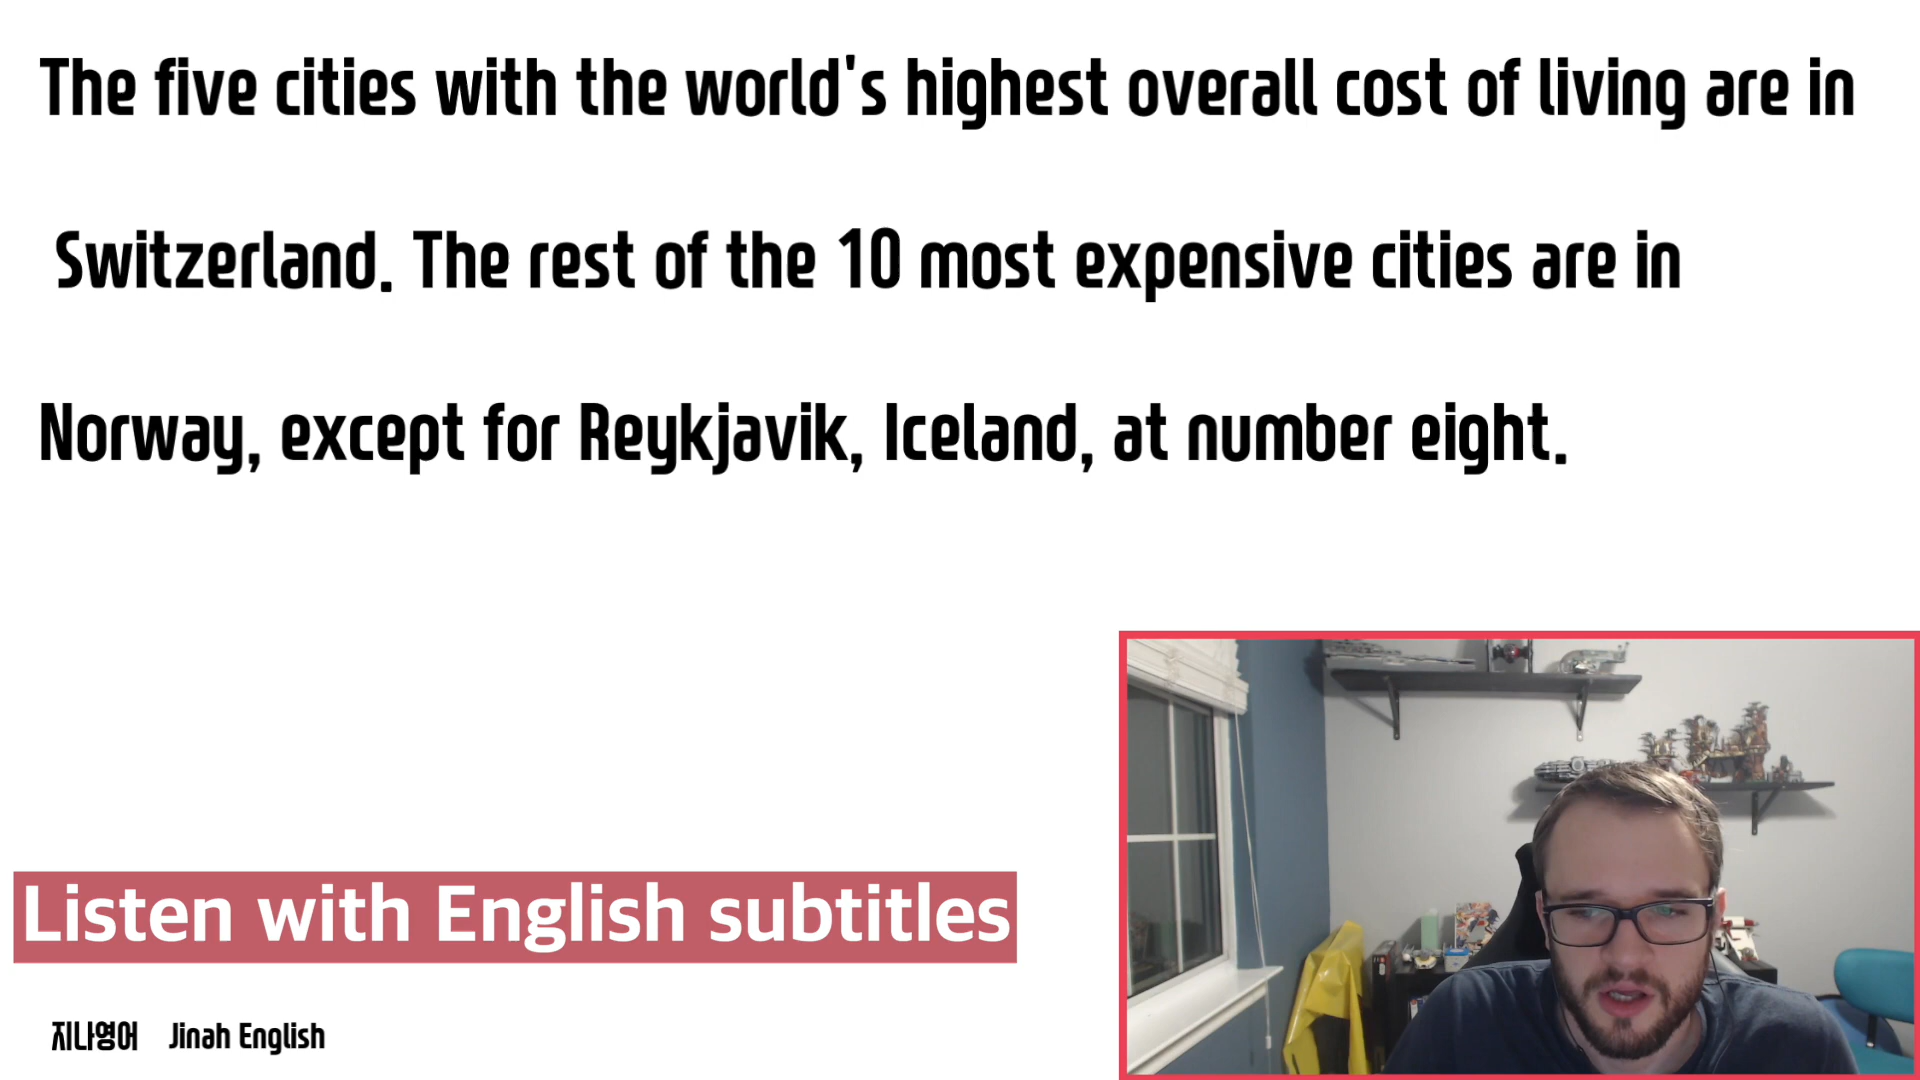 The five cities with the world's highest overall cost of living are in
Switzerland. The rest of the 10 most expensive cities are in
Norway, except for Reykjavik, Iceland, at number eight.
Listen with English subtitles
지나영어 Jinah English